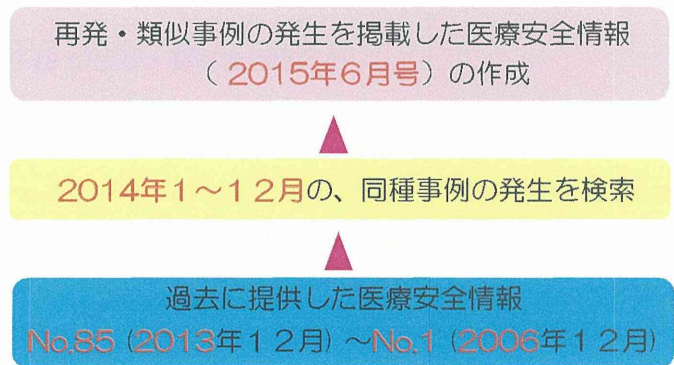 再発・類似事例の発生を掲載した医療安全情報
（2015年６月号）の作成
2014年１～１２月の、同種事例の発生を検索
過去に提供した医療安全情報
No.85（2013年１２月）～No.1（2006年１２月）